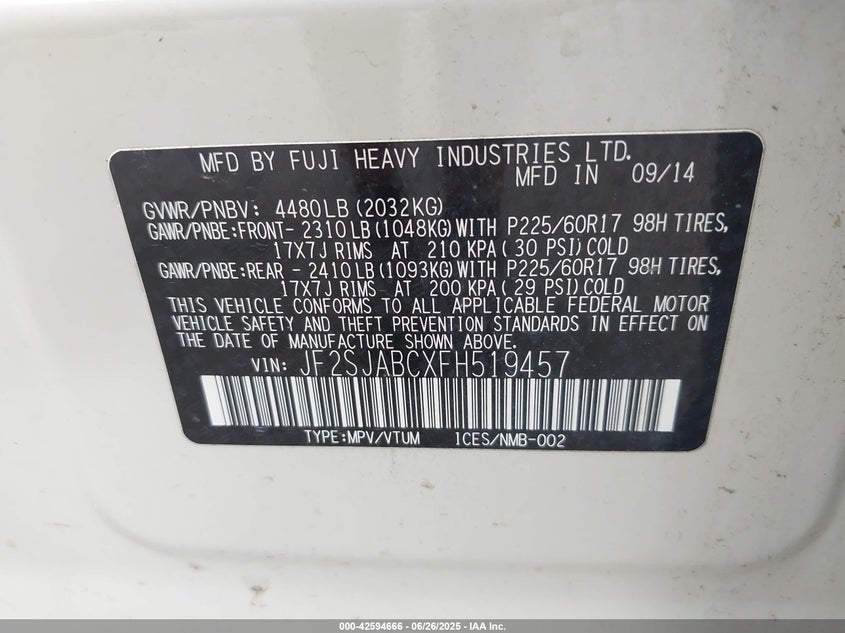 MFD BY FUJI HEAVY INDUSTRIES LTD.
MFD IN 09/14
GVWR/PNBV: 4480LB (2032KG)
GAWR/PNBE:FRONT- 2310LB (1048KG) WITH P225/60R17 98H TIRES,
17X7J RIMS AT 210 KPA ( 30 PSI) COLD
GAWR/PNBE:REAR - 2410LB (1093KG) WITH P225/60R17 98H TIRES,
17X7J RIMS AT 200 KPA ( 29 PSI) COLD
THIS VEHICLE CONFORMS TO ALL APPLICABLE FEDERAL MOTOR
VEHICLE SAFETY AND THEFT PREVENTION STANDARDS IN EFFECT ON
THE DATE OF MANUFACTURE SHOWN ABOVE.
VIN: JF2SJABCXFH519457
TYPE:MPV/VTUM ICES/NMB-002
000-42594666 - 06/26/2025 - IAA Inc.